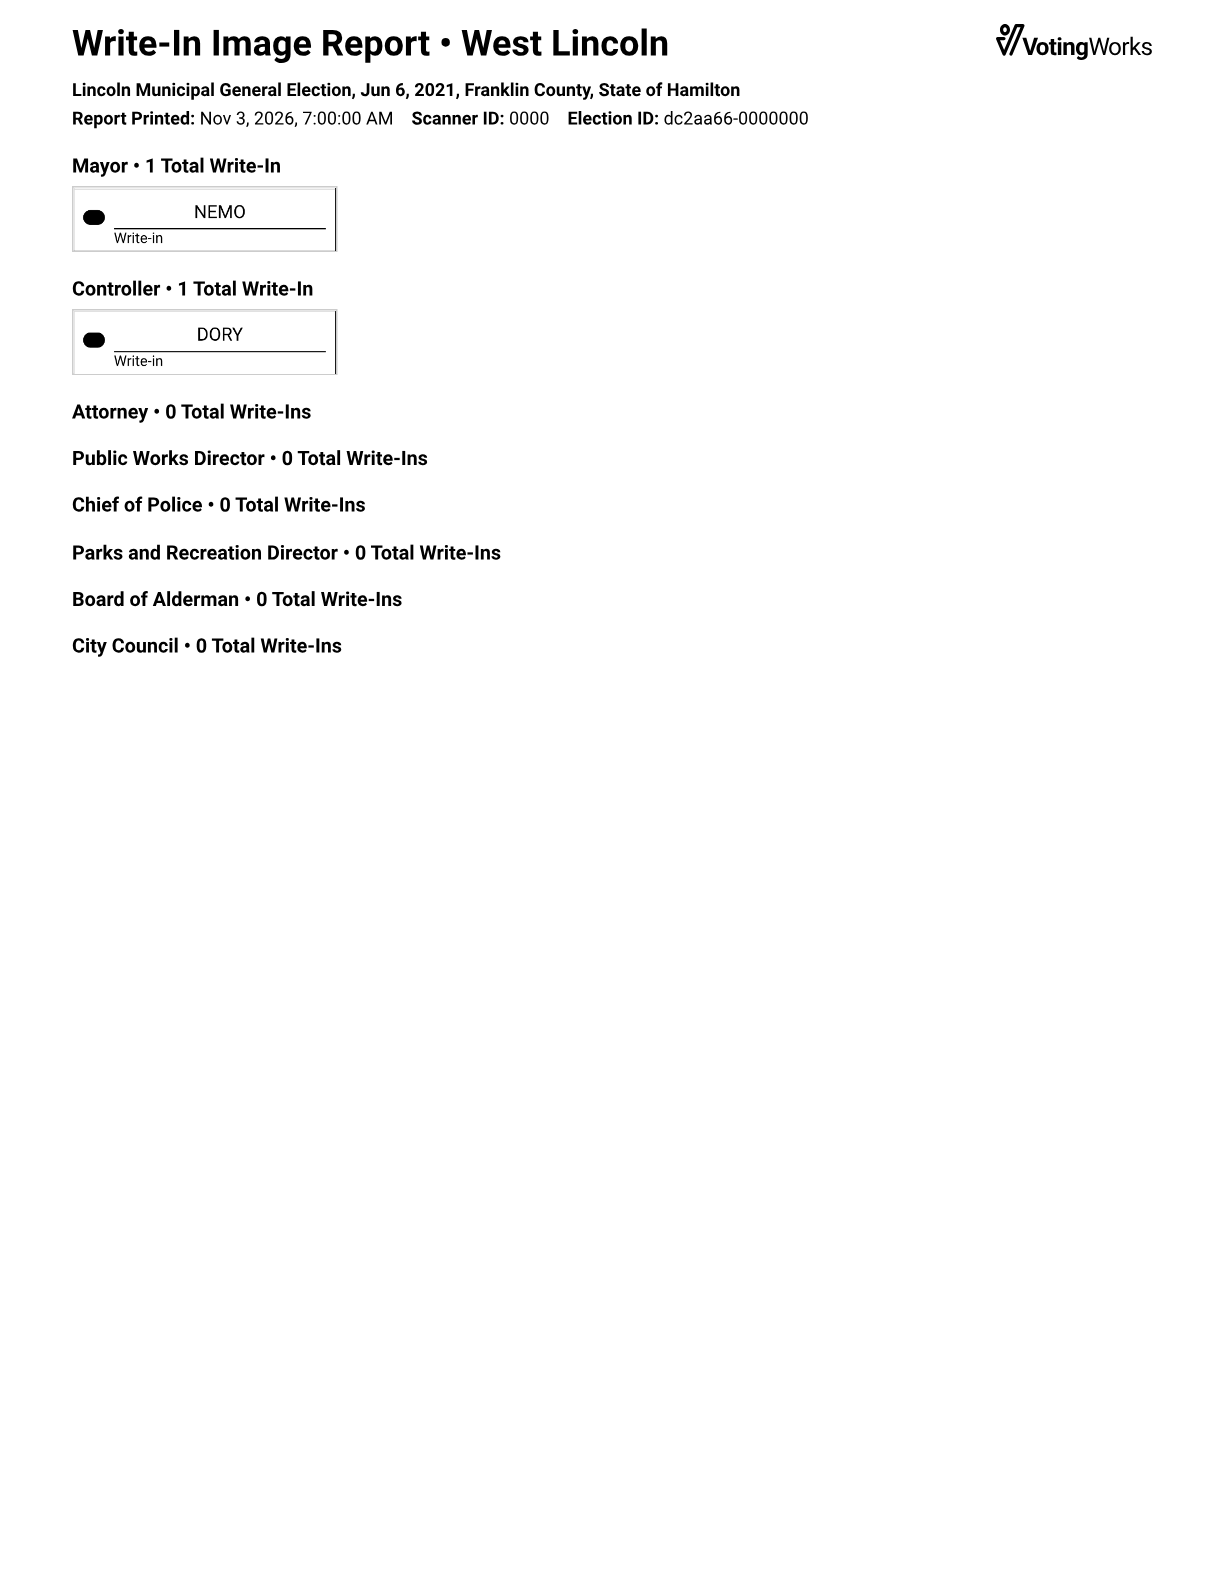 Write-In Image Report • West Lincoln
VotingWorks
Lincoln Municipal General Election, Jun 6, 2021, Franklin County, State of Hamilton
Report Printed: Nov 3, 2026, 7:00:00 AM Scanner ID: 0000 Election ID: dc2aa66-0000000
Mayor • 1 Total Write-In
NEMO
Write-in
Controller • 1 Total Write-In
DORY
Write-in
Attorney • 0 Total Write-Ins
Public Works Director • 0 Total Write-Ins
Chief of Police • 0 Total Write-Ins
Parks and Recreation Director • 0 Total Write-Ins
Board of Alderman • 0 Total Write-Ins
City Council • 0 Total Write-Ins